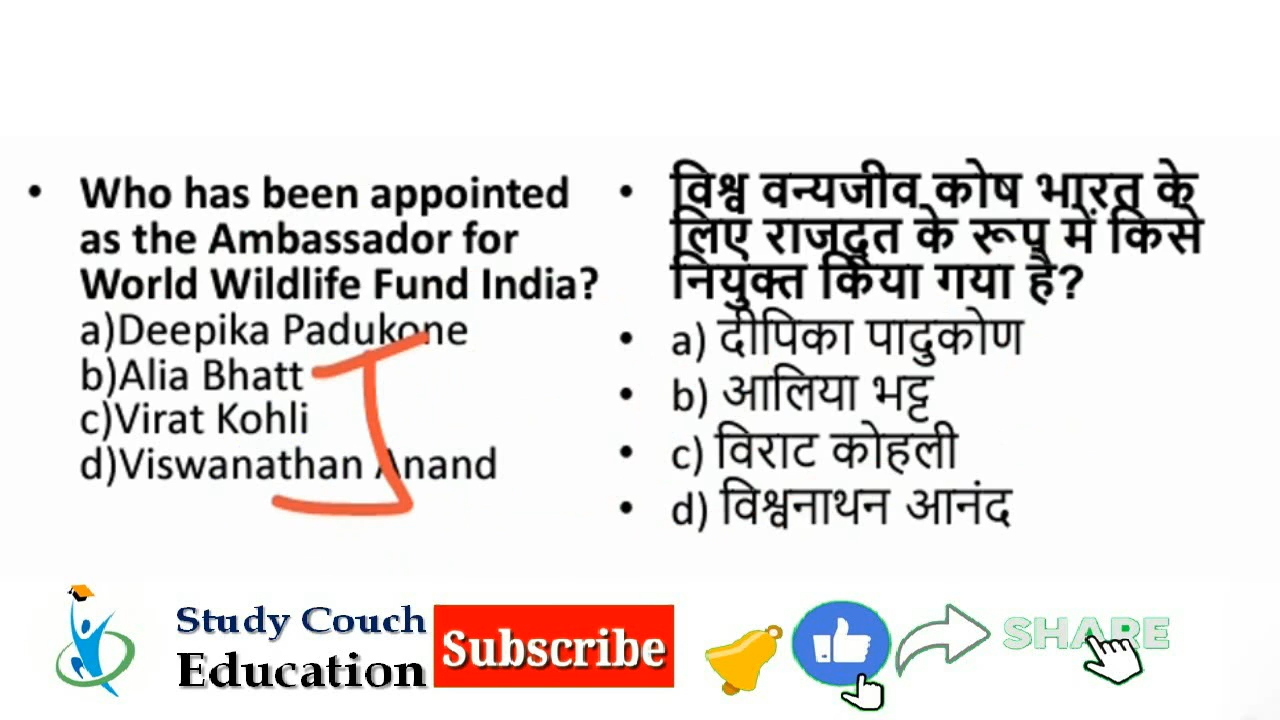 • Who has been appointed
as the Ambassador for
World Wildlife Fund India?
a)Deepika Padukone
b)Alia Bhatt
c)Virat Kohli
d)Viswanathan Anand
• विश्व वन्यजीव कोष भारत के
लिए राजदूत के रूप में किसे
नियुक्त किया गया है?
• a) दीपिका पादुकोण
• b) आलिया भट्ट
• c) विराट कोहली
• d) विश्वनाथन आनंद
Study Couch
Education
Subscribe
SHARE